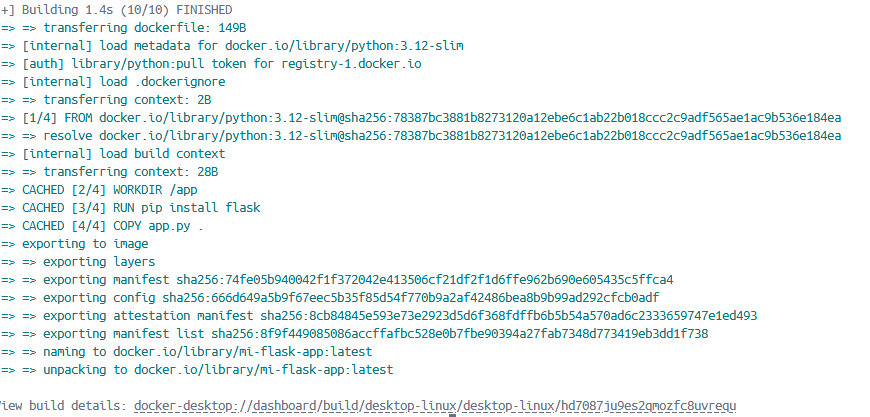 +] Building 1.4s (10/10) FINISHED
=> => transferring dockerfile: 149B
=> [internal] load metadata for docker.io/library/python:3.12-slim
=> [auth] library/python:pull token for registry-1.docker.io
=> [internal] load .dockerignore
=> => transferring context: 2B
=> [1/4] FROM docker.io/library/python:3.12-slim@sha256:78387bc3881b8273120a12ebe6c1ab22b018ccc2c9adf565ae1ac9b536e184ea
=> => resolve docker.io/library/python:3.12-slim@sha256:78387bc3881b8273120a12ebe6c1ab22b018ccc2c9adf565ae1ac9b536e184ea
=> [internal] load build context
=> => transferring context: 28B
=> CACHED [2/4] WORKDIR /app
=> CACHED [3/4] RUN pip install flask
=> CACHED [4/4] COPY app.py .
=> exporting to image
=> => exporting layers
=> => exporting manifest sha256:74fe05b940042f1f372042e413506cf21df2f1d6ffe962b690e605435c5ffca4
=> => exporting config sha256:666d649a5b9f67eec5b35f85d54f770b9a2af42486bea8b9b99ad292cfcb0adf
=> => exporting attestation manifest sha256:8cb84845e593e73e2923d5d6f368fdffb6b5b54a570ad6c2333659747e1ed493
=> => exporting manifest list sha256:8f9f449085086accffafbc528e0b7fbe90394a27fab7348d773419eb3dd1f738
=> => naming to docker.io/library/mi-flask-app:latest
=> => unpacking to docker.io/library/mi-flask-app:latest
iew build details: docker-desktop://dashboard/build/desktop-linux/desktop-linux/hd7087ju9es2qmozfc8uvrequ